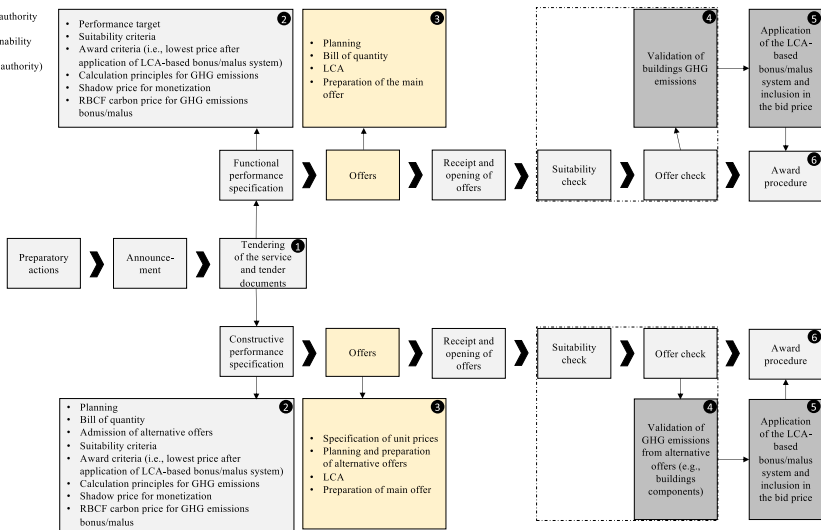 authority
nability
authority)
2
• Performance target
• Suitability criteria
• Award criteria (i.e., lowest price after
application of LCA-based bonus/malus system)
• Calculation principles for GHG emissions
• Shadow price for monetization
• RBCF carbon price for GHG emissions
bonus/malus
3
• Planning
• Bill of quantity
• LCA
• Preparation of the main
offer
4
Validation of
buildings GHG
emissions
5
Application
of the LCA-
based
bonus/malus
system and
inclusion in
the bid price
Functional
performance
specification
Offers
Receipt and
opening of
offers
Suitability
check
Offer check
6
Award
procedure
Preparatory
actions
Announce-
ment
1
Tendering
of the service
and tender
documents
Constructive
performance
specification
Offers
Receipt and
opening of
offers
Suitability
check
Offer check
6
Award
procedure
2
• Planning
• Bill of quantity
• Admission of alternative offers
• Suitability criteria
• Award criteria (i.e., lowest price after
application of LCA-based bonus/malus system)
• Calculation principles for GHG emissions
• Shadow price for monetization
• RBCF carbon price for GHG emissions
bonus/malus
3
• Specification of unit prices
• Planning and preparation
of alternative offers
• LCA
• Preparation of main offer
4
Validation of
GHG emissions
from alternative
offers (e.g.,
buildings
components)
5
Application
of the LCA-
based
bonus/malus
system and
inclusion in
the bid price